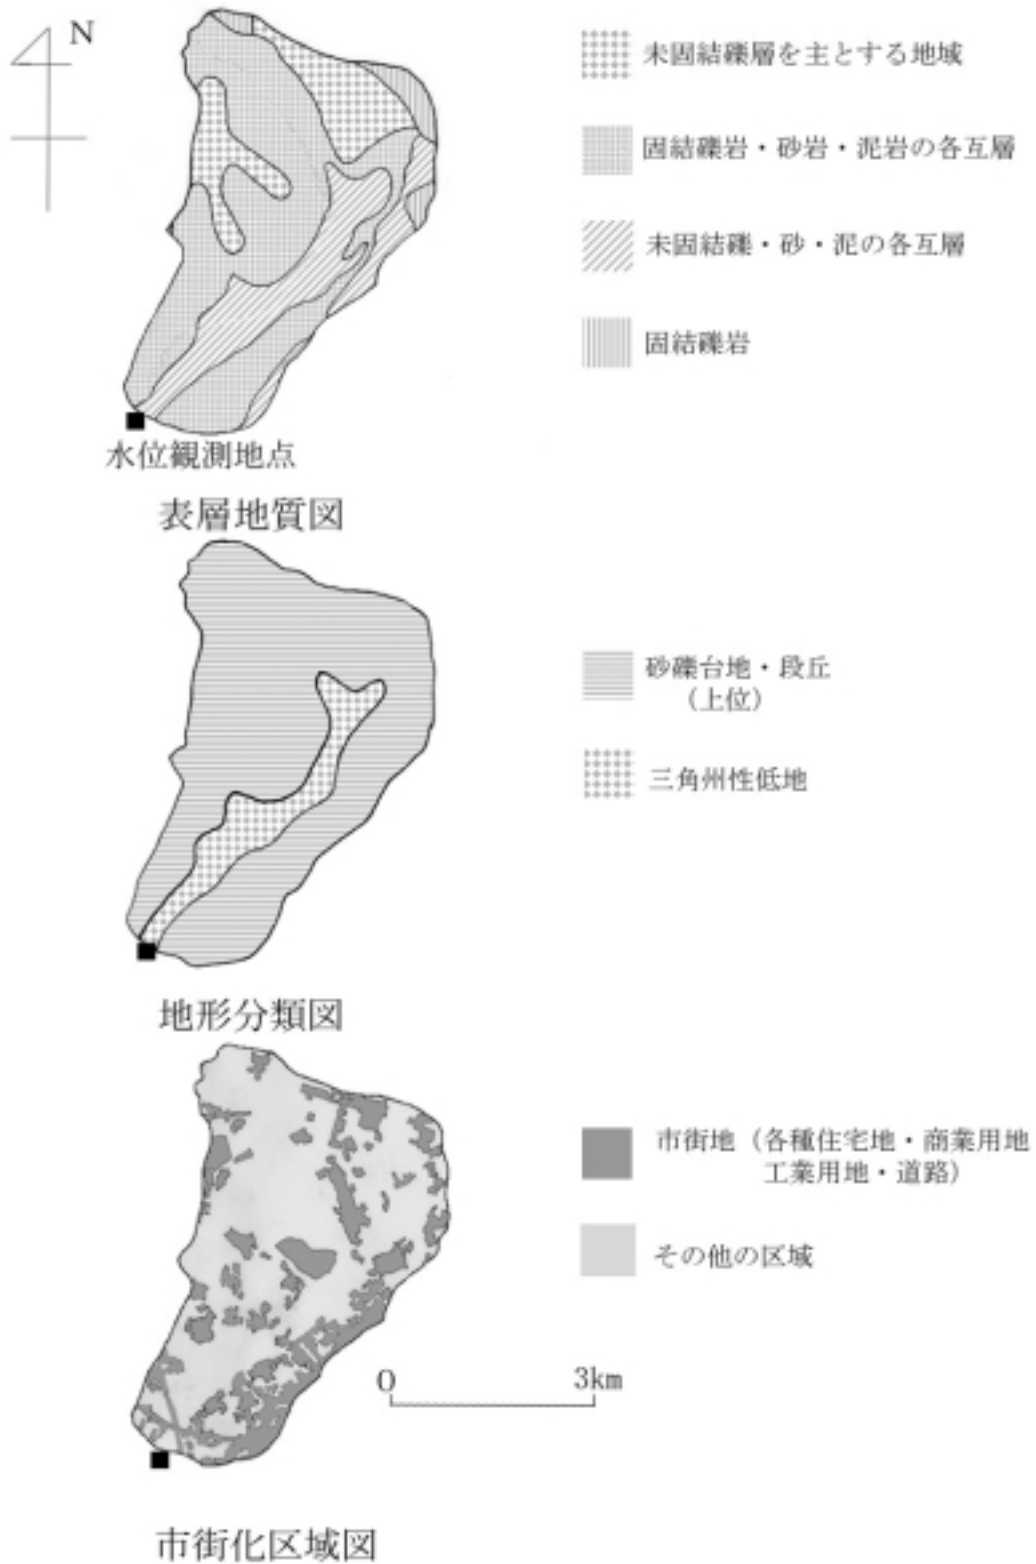 N
未固結礫層を主とする地域
固結礫岩・砂岩・泥岩の各互層
未固結礫・砂・泥の各互層
固結礫岩
水位観測地点
表層地質図
砂礫台地・段丘
（上位）
三角州性低地
地形分類図
市街地（各種住宅地・商業用地
工業用地・道路）
その他の区域
0 3km
市街化区域図